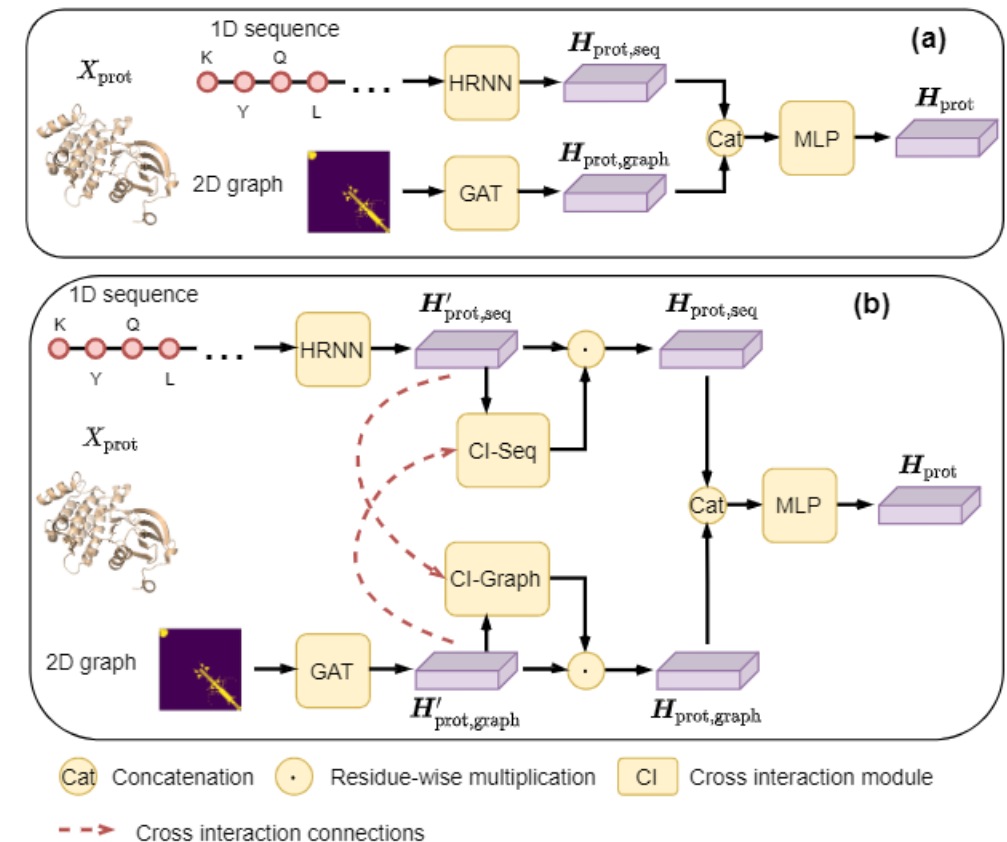 (a)
1D sequence
K Y Q L ...
X_prot
HRNN
H_prot,seq
2D graph
GAT
H_prot,graph
Cat
MLP
H_prot
(b)
1D sequence
K Y Q L ...
HRNN
H'_prot,seq
H_prot,seq
X_prot
CI-Seq
CI-Graph
Cat
MLP
H_prot
2D graph
GAT
H'_prot,graph
H_prot,graph
Cat Concatenation
· Residue-wise multiplication
CI Cross interaction module
Cross interaction connections